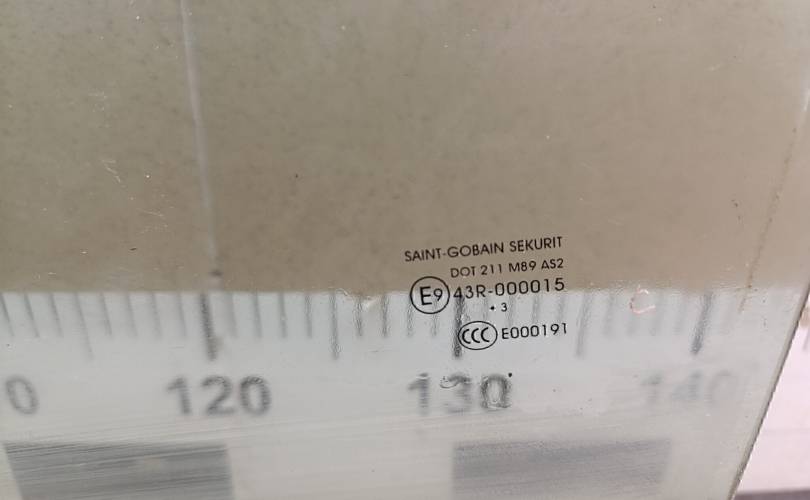 SAINT-GOBAIN SEKURIT
DOT 211 M89 AS2
E9 43R-000015
• 3
CCC E000191
0 120 130 140